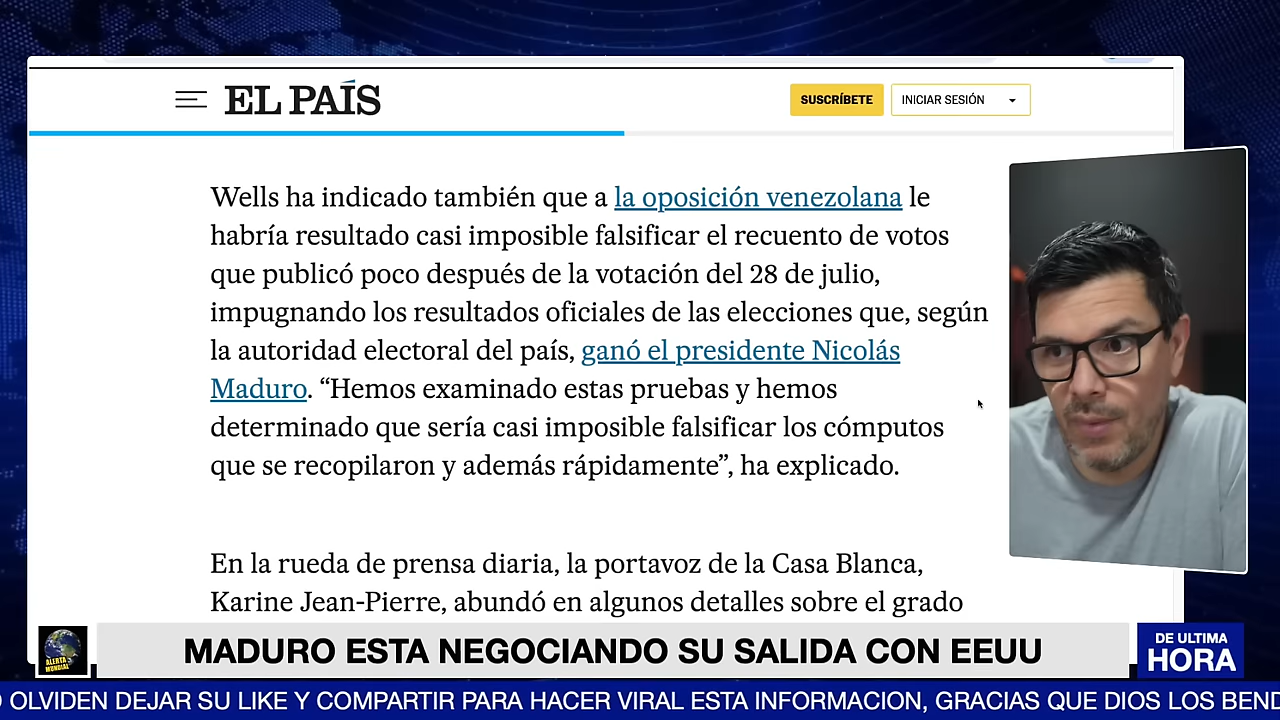 EL PAÍS
SUSCRÍBETE
INICIAR SESIÓN
Wells ha indicado también que a la oposición venezolana le
habría resultado casi imposible falsificar el recuento de votos
que publicó poco después de la votación del 28 de julio,
impugnando los resultados oficiales de las elecciones que, según
la autoridad electoral del país, ganó el presidente Nicolás
Maduro. “Hemos examinado estas pruebas y hemos
determinado que sería casi imposible falsificar los cómputos
que se recopilaron y además rápidamente”, ha explicado.
En la rueda de prensa diaria, la portavoz de la Casa Blanca,
Karine Jean-Pierre, abundó en algunos detalles sobre el grado
ALERTA
MUNDIAL
MADURO ESTA NEGOCIANDO SU SALIDA CON EEUU
DE ULTIMA
HORA
O OLVIDEN DEJAR SU LIKE Y COMPARTIR PARA HACER VIRAL ESTA INFORMACION, GRACIAS QUE DIOS LOS BEND